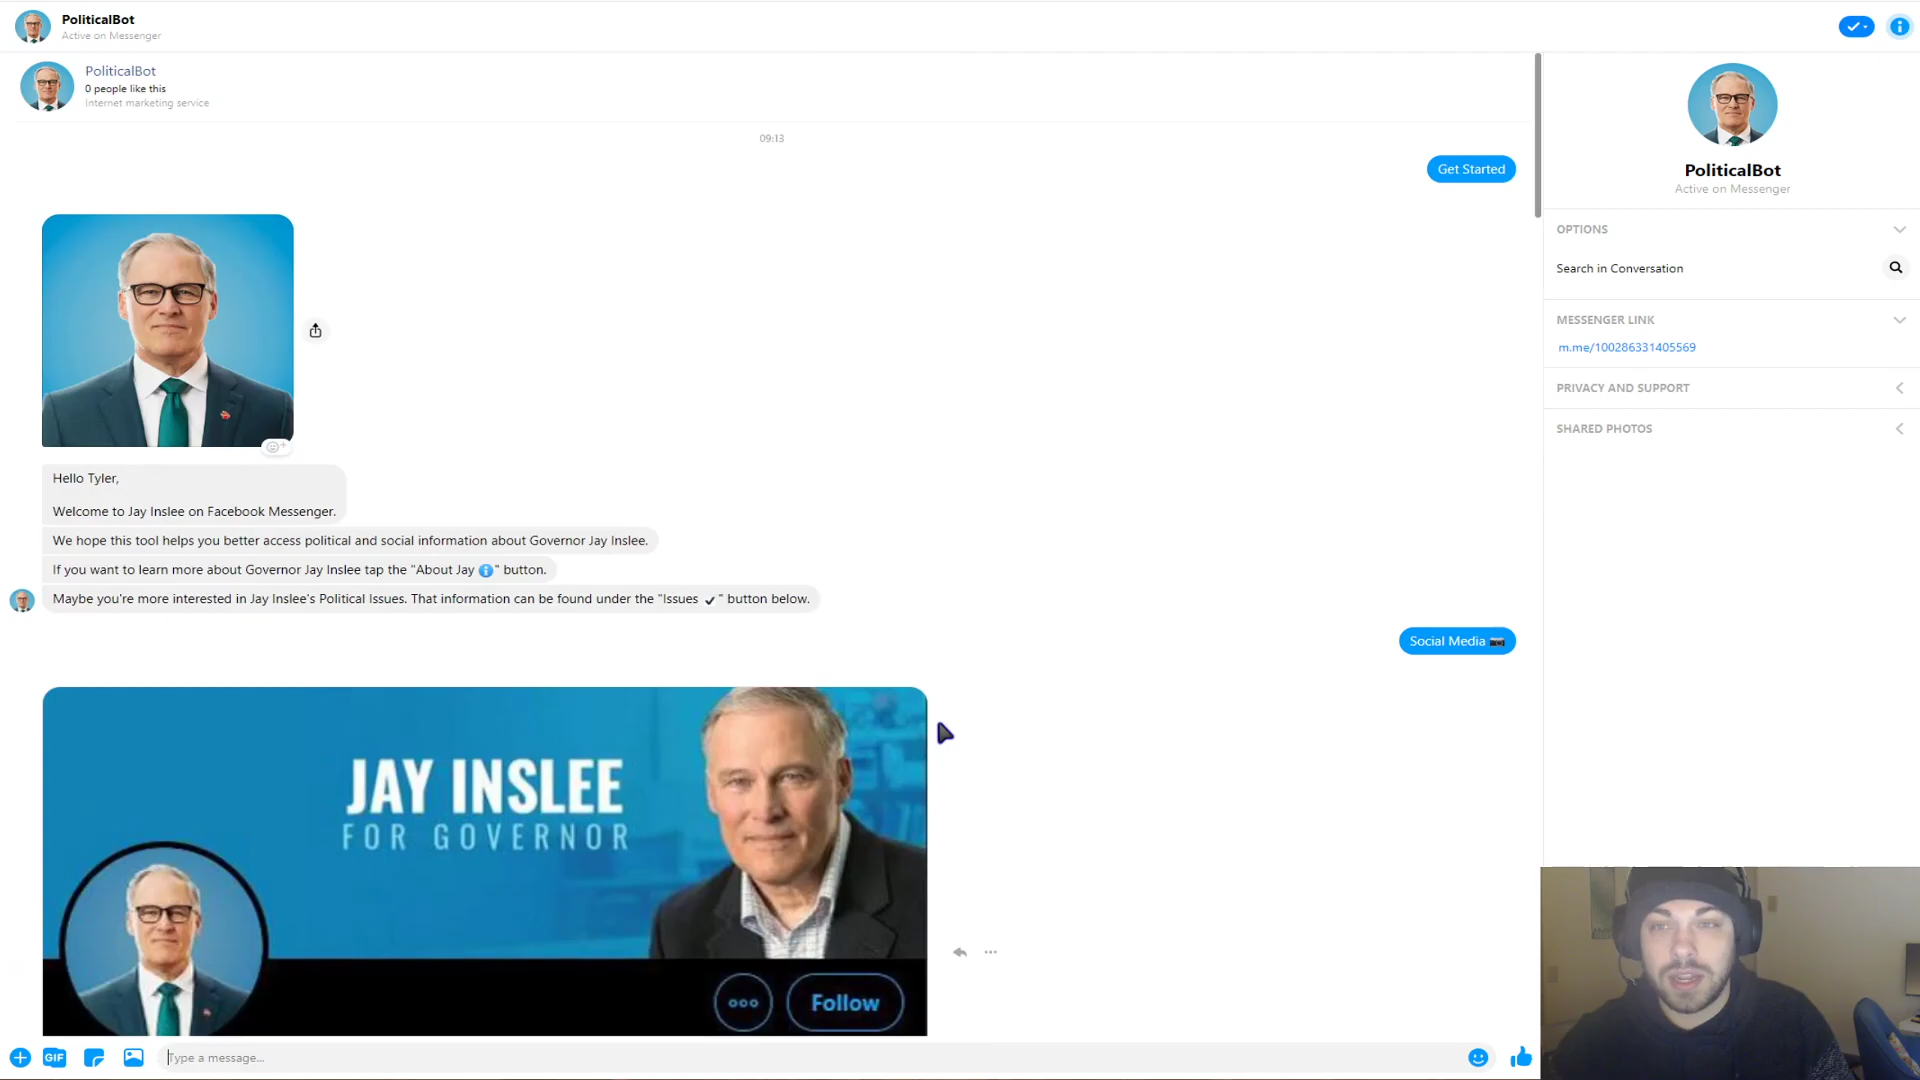 PoliticalBot
Active on Messenger
PoliticalBot
0 people like this
Internet marketing service
09:13
Get Started
Hello Tyler,
Welcome to Jay Inslee on Facebook Messenger.
We hope this tool helps you better access political and social information about Governor Jay Inslee.
If you want to learn more about Governor Jay Inslee tap the "About Jay ℹ️" button.
Maybe you're more interested in Jay Inslee's Political Issues. That information can be found under the "Issues ✔" button below.
Social Media 📷
JAY INSLEE
FOR GOVERNOR
Follow
GIF
Type a message...
PoliticalBot
Active on Messenger
OPTIONS
Search in Conversation
MESSENGER LINK
m.me/100286331405569
PRIVACY AND SUPPORT
SHARED PHOTOS